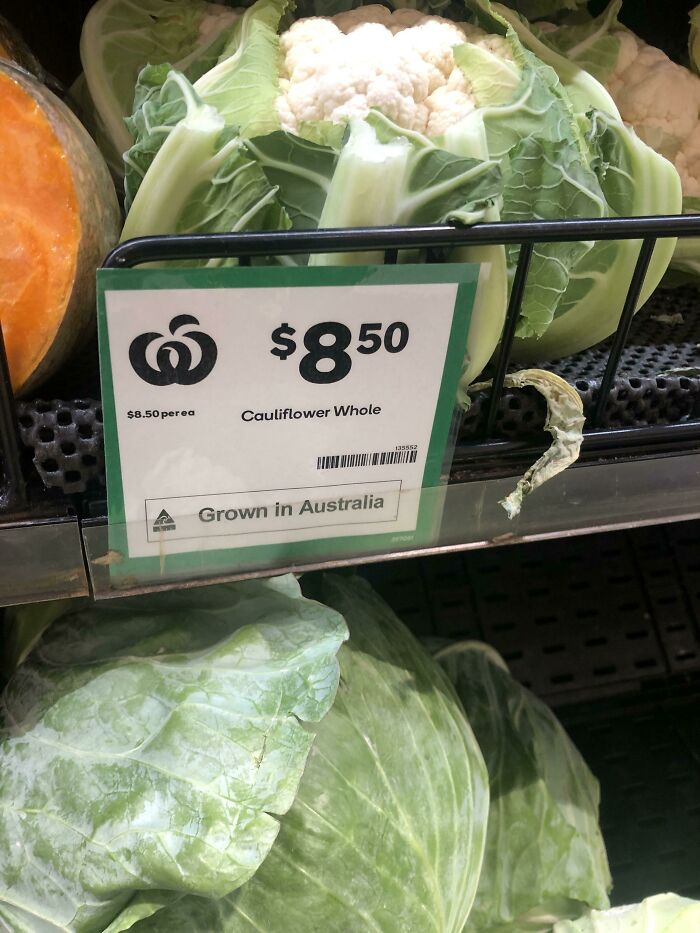 $8.50
$8.50 per ea
Cauliflower Whole
135552
Grown in Australia